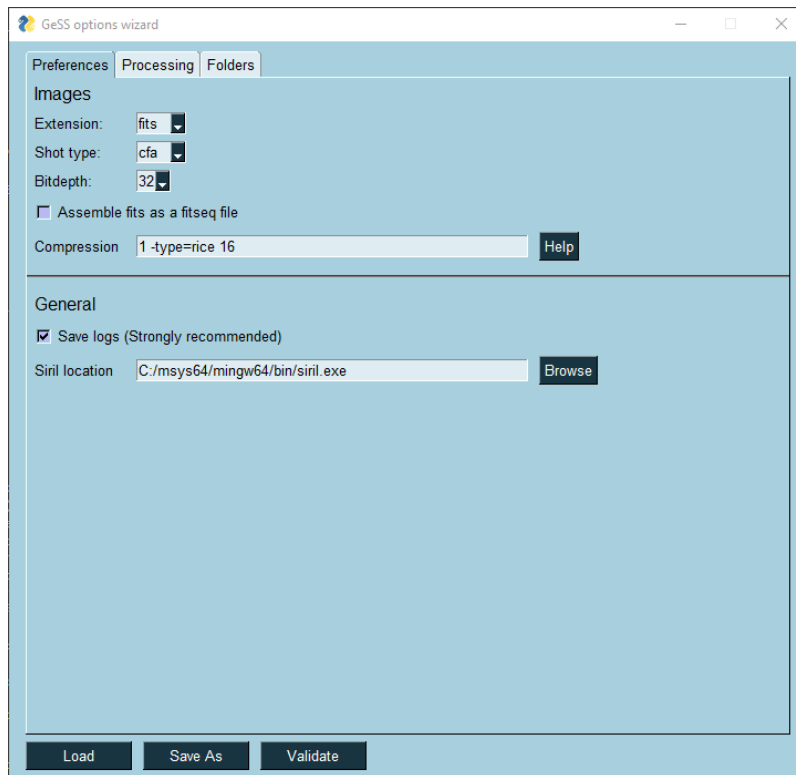 GeSS options wizard
Preferences Processing Folders
Images
Extension: fits
Shot type: cfa
Bitdepth: 32
Assemble fits as a fitseq file
Compression 1 -type=rice 16 Help
General
Save logs (Strongly recommended)
Siril location C:/msys64/mingw64/bin/siril.exe Browse
Load Save As Validate